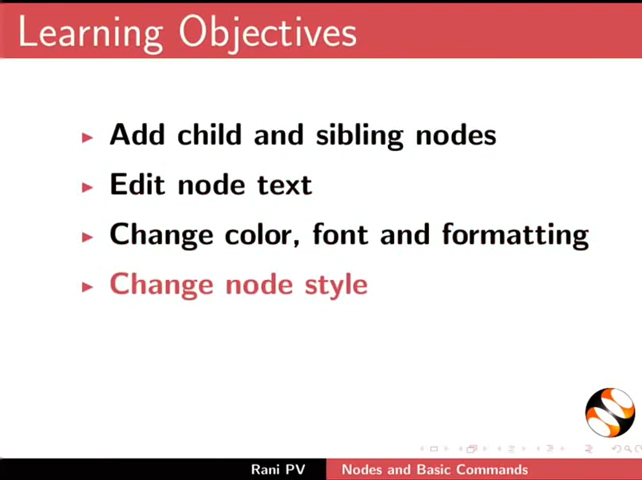 Learning Objectives
Add child and sibling nodes
Edit node text
Change color, font and formatting
Change node style
Rani PV
Nodes and Basic Commands